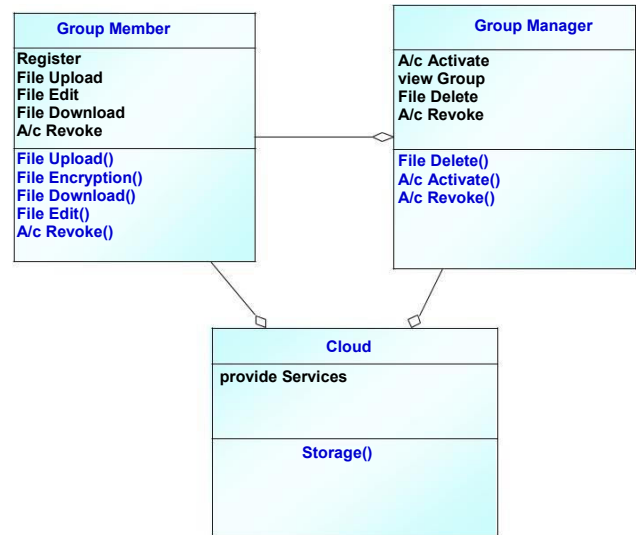 Group Member
Register
File Upload
File Edit
File Download
A/c Revoke
File Upload()
File Encryption()
File Download()
File Edit()
A/c Revoke()
Group Manager
A/c Activate
view Group
File Delete
A/c Revoke
File Delete()
A/c Activate()
A/c Revoke()
Cloud
provide Services
Storage()